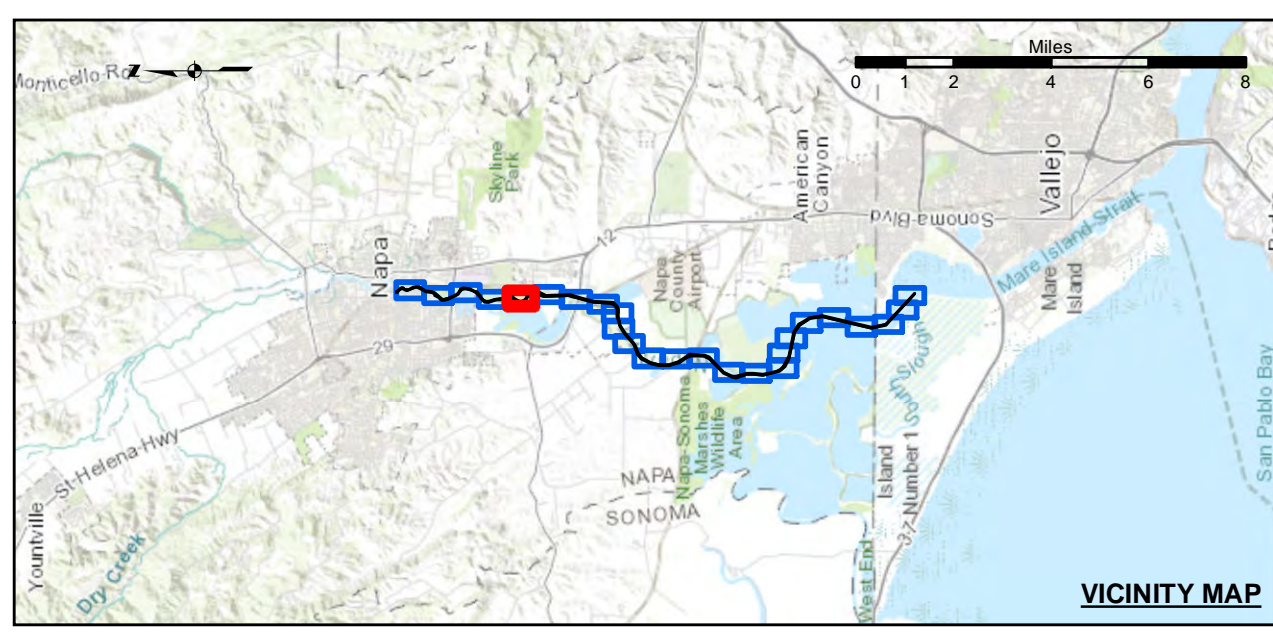 Miles
0 1 2 4 6 8
Monticello Rd
Z
Skyline
Park
American
Canyon
Vallejo
Sonoma Blvd
12
Napa
Napa
County
Airport
Mare Island Strait
Mare
Island
29
South Slough
Napa-Sonoma
Marshes
Wildlife
Area
San Pablo Bay
St Helena Hwy
NAPA
SONOMA
Island
Number 1
37
Yountville
Dry Creek
West End
VICINITY MAP